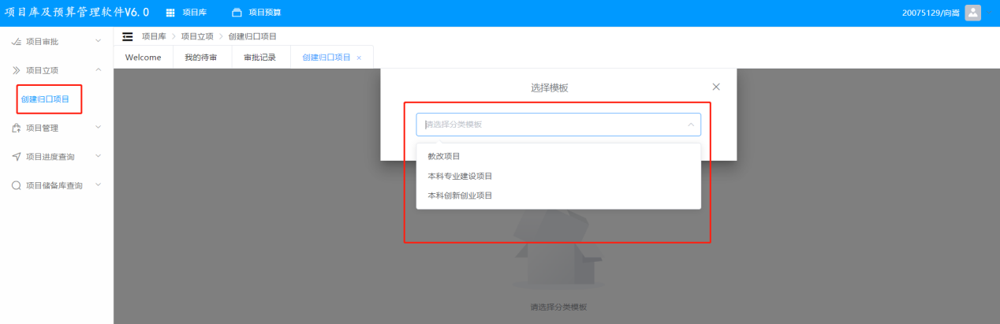 项目库及预算管理软件V6.0 项目库 项目预算 20075129/向嵩
项目审批
项目立项
创建归口项目
项目管理
项目进度查询
项目储备库查询
项目库 > 项目立项 > 创建归口项目
Welcome 我的待审 审批记录 创建归口项目 ×
选择模板
请选择分类模板
教改项目
本科专业建设项目
本科创新创业项目
请选择分类模板